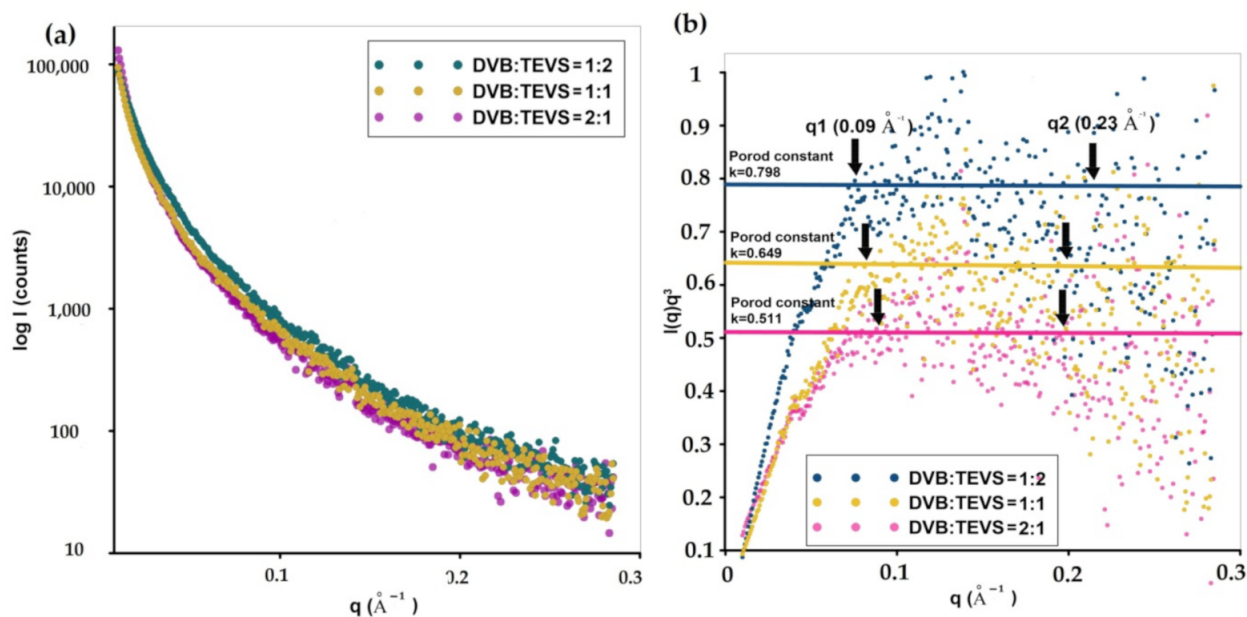 (a)
100,000
10,000
1,000
100
10
log I (counts)
0.1
0.2
0.3
q (Å⁻¹)
DVB:TEVS=1:2
DVB:TEVS=1:1
DVB:TEVS=2:1
(b)
1
0.9
0.8
0.7
0.6
0.5
0.4
0.3
0.2
0.1
I(q)q³
q1 (0.09 Å⁻¹)
q2 (0.23 Å⁻¹)
Porod constant
k=0.798
Porod constant
k=0.649
Porod constant
k=0.511
DVB:TEVS=1:2
DVB:TEVS=1:1
DVB:TEVS=2:1
0
0.1
0.2
0.3
q (Å⁻¹)